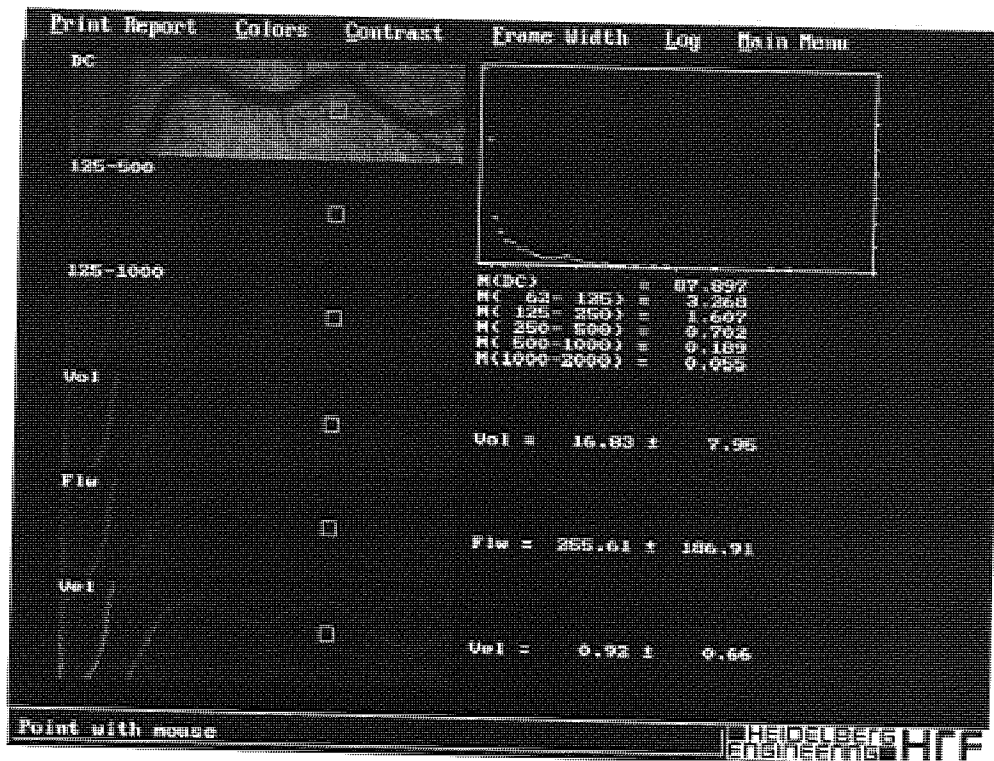 Print Report Colors Contrast Frame Width Log Main Menu
DC
125-500
125-1000
M(DC) = 87.897
M( 62- 125) = 3.268
M( 125- 250) = 1.607
M( 250- 500) = 0.702
M( 500-1000) = 0.189
M(1000-2000) = 0.055
Vol
Vol = 16.83 ± 7.95
Flw
Flw = 255.61 ± 186.91
Vel
Vel = 0.92 ± 0.66
Point with mouse
HEIDELBERG
ENGINEERING HRF